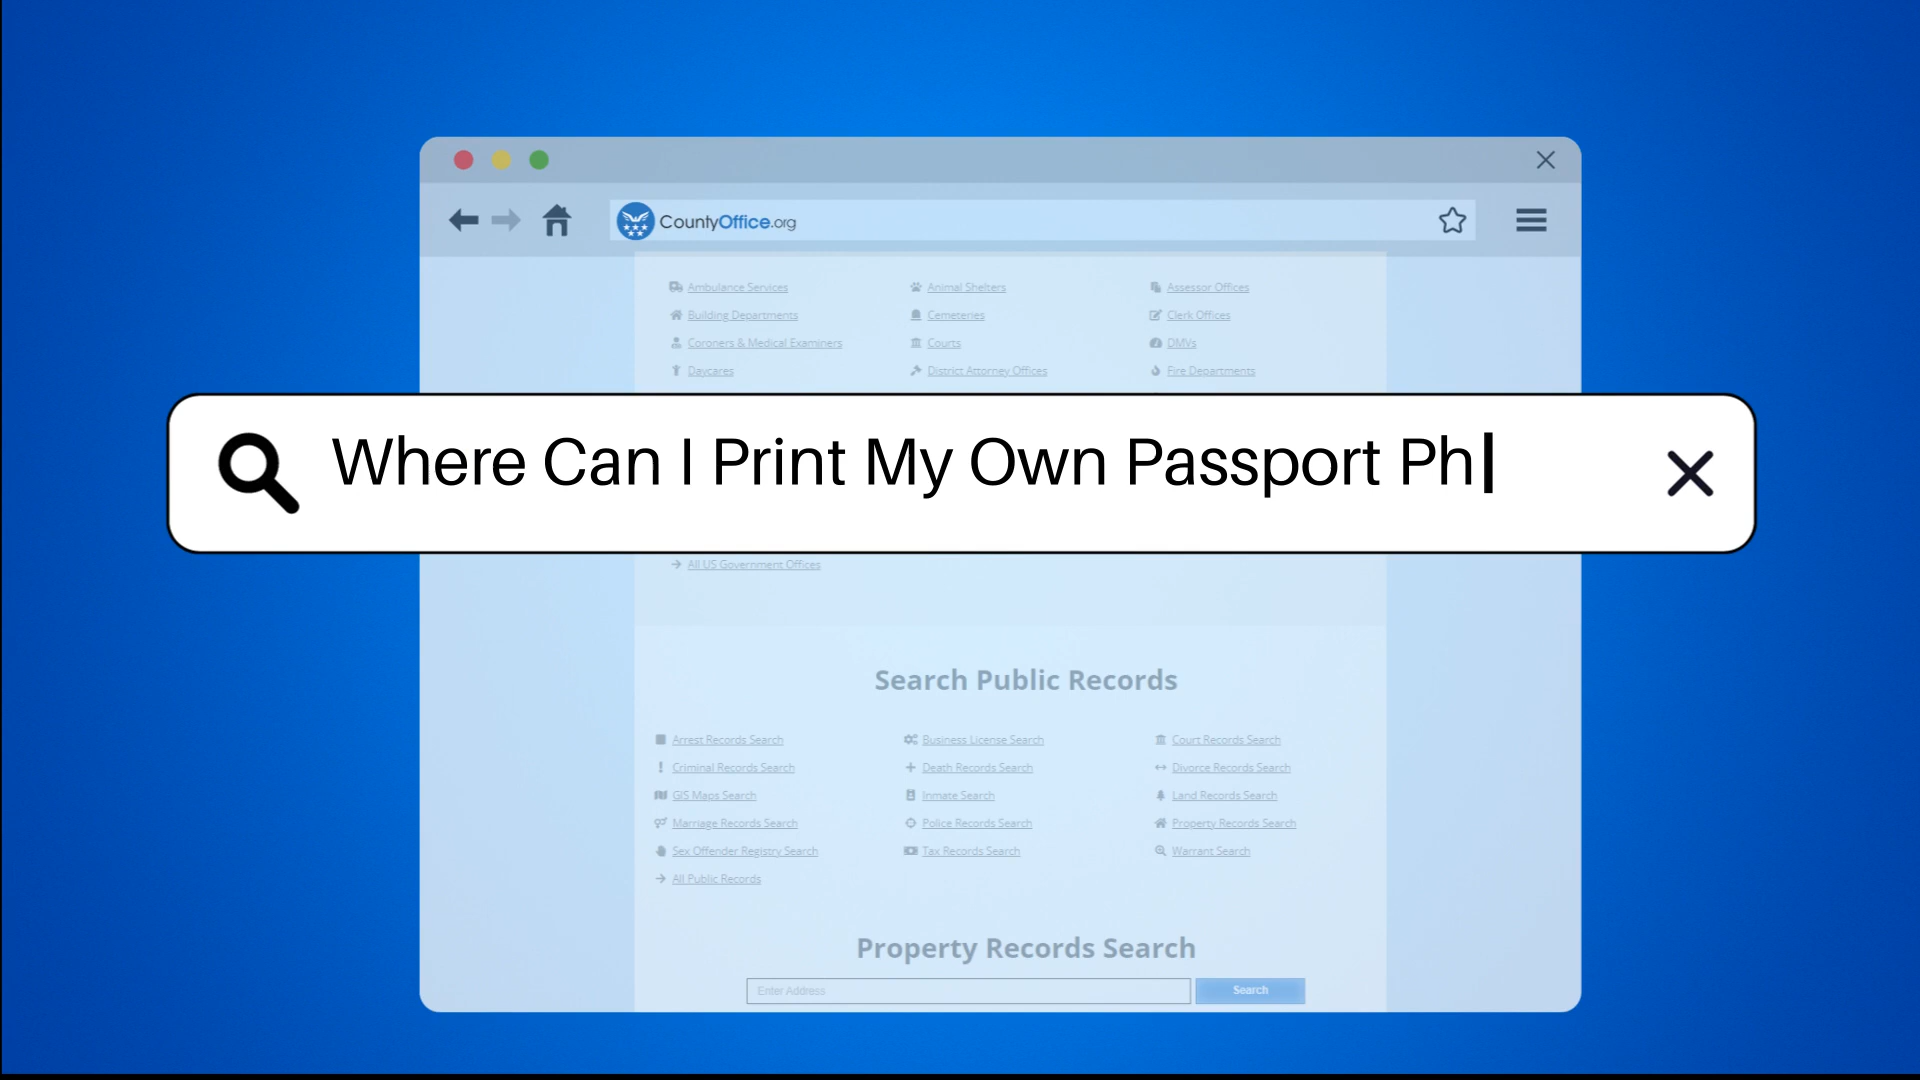 CountyOffice.org
Ambulance Services Animal Shelters Assessor Offices
Building Departments Cemeteries Clerk Offices
Coroners & Medical Examiners Courts DMVs
Daycares District Attorney Offices Fire Departments
Where Can I Print My Own Passport Ph
All US Government Offices
Search Public Records
Arrest Records Search Business License Search Court Records Search
Criminal Records Search Death Records Search Divorce Records Search
GIS Maps Search Inmate Search Land Records Search
Marriage Records Search Police Records Search Property Records Search
Sex Offender Registry Search Tax Records Search Warrant Search
All Public Records
Property Records Search
Enter Address Search